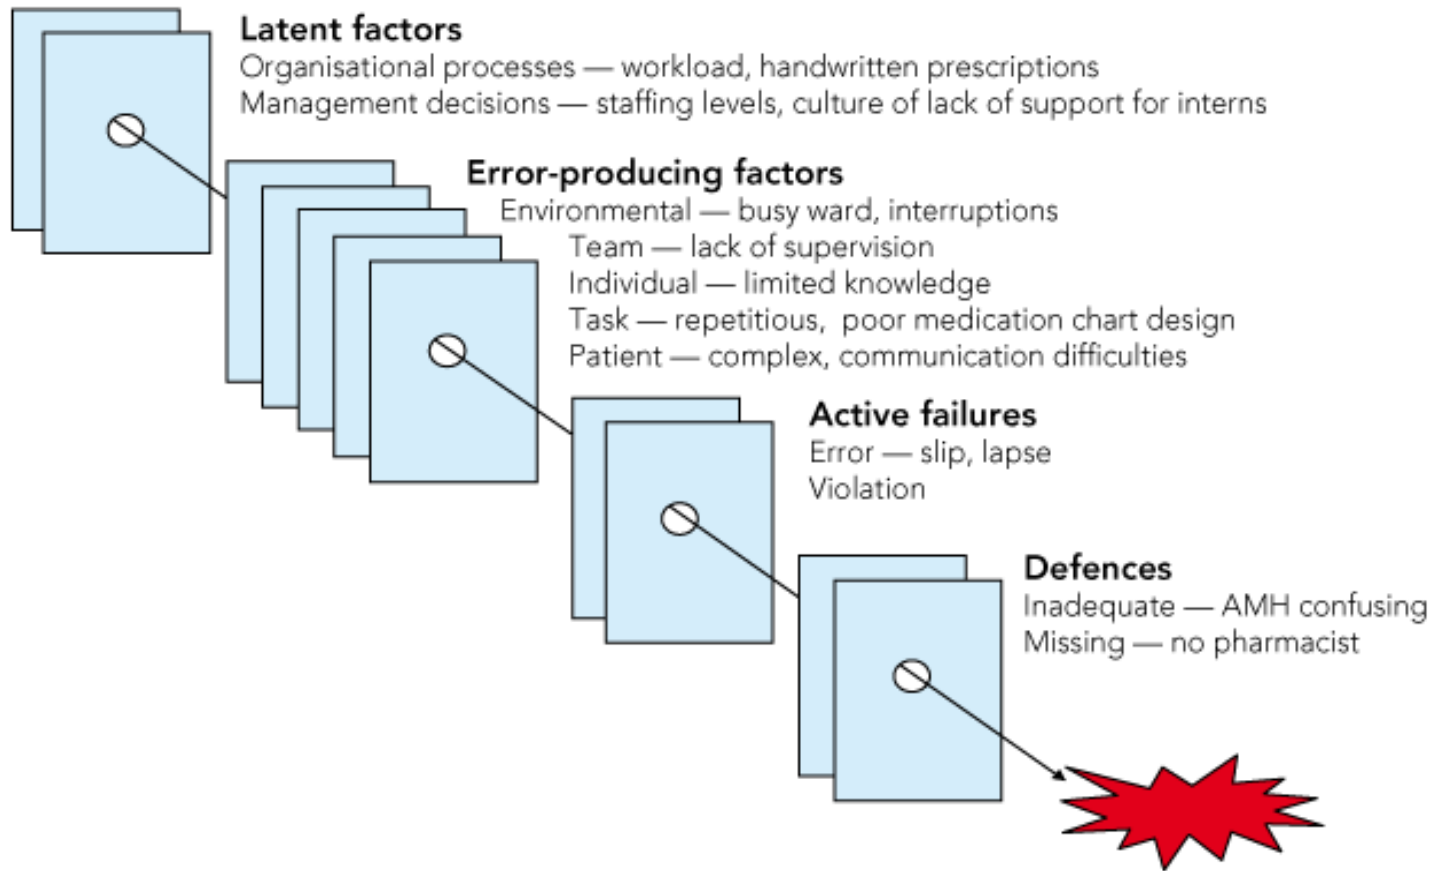 Latent factors
Organisational processes — workload, handwritten prescriptions
Management decisions — staffing levels, culture of lack of support for interns
Error-producing factors
Environmental — busy ward, interruptions
Team — lack of supervision
Individual — limited knowledge
Task — repetitious, poor medication chart design
Patient — complex, communication difficulties
Active failures
Error — slip, lapse
Violation
Defences
Inadequate — AMH confusing
Missing — no pharmacist